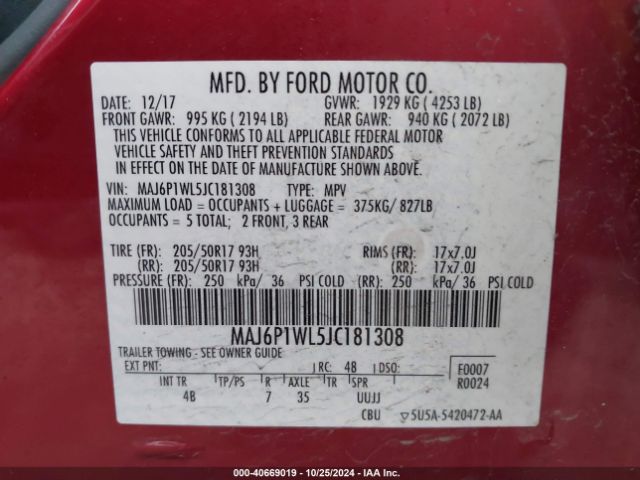 MFD. BY FORD MOTOR CO.
DATE: 12/17 GVWR: 1929 KG ( 4253 LB)
FRONT GAWR: 995 KG ( 2194 LB) REAR GAWR: 940 KG ( 2072 LB)
THIS VEHICLE CONFORMS TO ALL APPLICABLE FEDERAL MOTOR
VEHICLE SAFETY AND THEFT PREVENTION STANDARDS
IN EFFECT ON THE DATE OF MANUFACTURE SHOWN ABOVE.
VIN: MAJ6P1WL5JC181308 TYPE: MPV
MAXIMUM LOAD = OCCUPANTS + LUGGAGE = 375KG/ 827LB
OCCUPANTS = 5 TOTAL; 2 FRONT, 3 REAR
TIRE (FR): 205/50R17 93H RIMS (FR): 17x7.0J
(RR): 205/50R17 93H (RR): 17x7.0J
PRESSURE (FR): 250 kPa/ 36 PSI COLD (RR): 250 kPa/ 36 PSI COLD
MAJ6P1WL5JC181308
TRAILER TOWING - SEE OWNER GUIDE
EXT PNT: RC: 48 DSO: F0007
R0024
INT TR TP/PS R AXLE TR SPR
4B 7 35 UUJJ
CBU 5U5A-5420472-AA
000-40669019 - 10/25/2024 - IAA